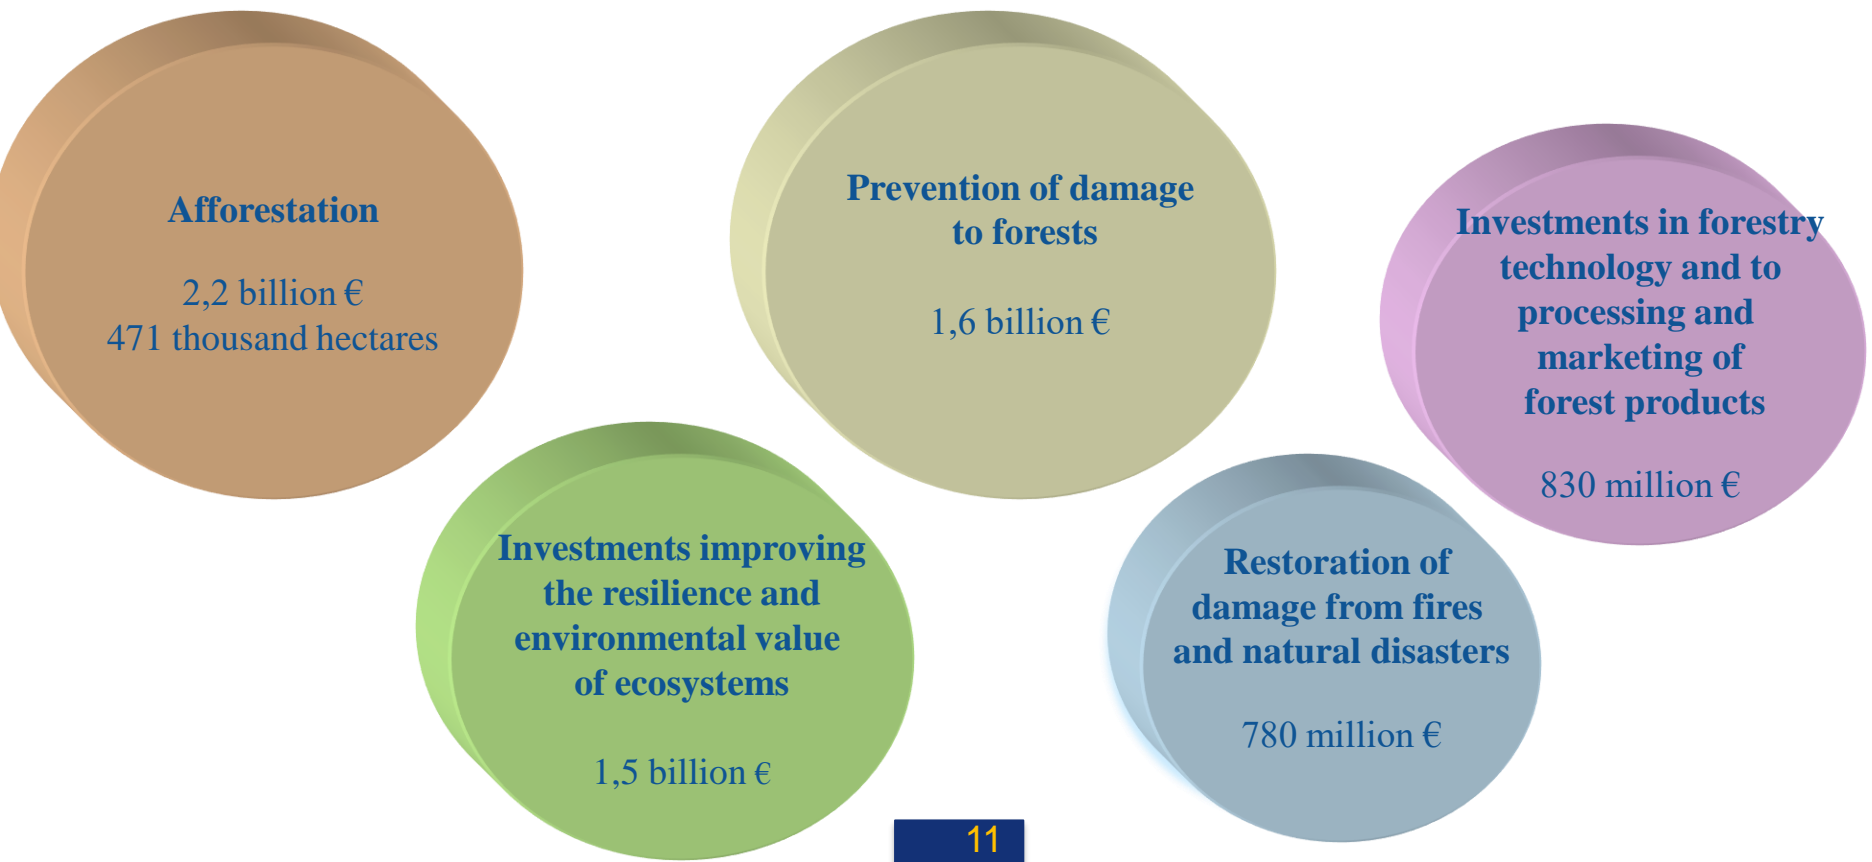 Afforestation
2,2 billion €
471 thousand hectares
Prevention of damage
to forests
1,6 billion €
Investments in forestry
technology and to
processing and
marketing of
forest products
830 million €
Investments improving
the resilience and
environmental value
of ecosystems
1,5 billion €
Restoration of
damage from fires
and natural disasters
780 million €
11